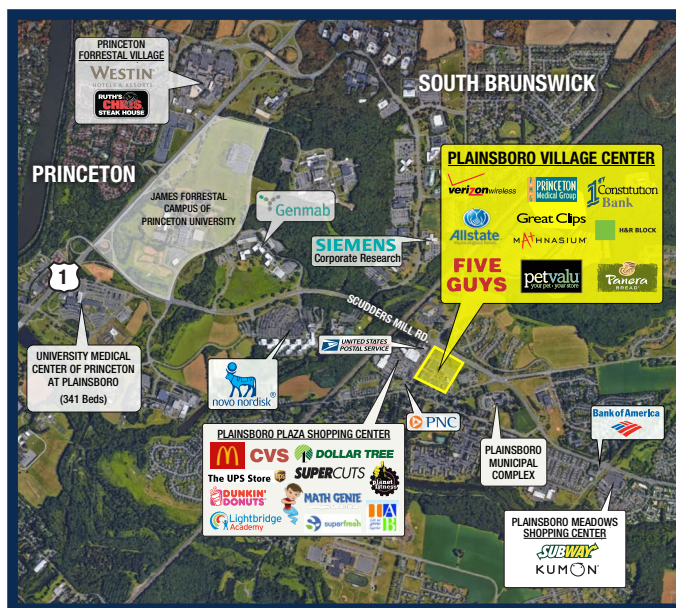 PRINCETON
FORRESTAL VILLAGE
WESTIN
HOTELS & RESORTS
RUTH'S
CHRIS
STEAK HOUSE
SOUTH BRUNSWICK
PRINCETON
JAMES FORRESTAL
CAMPUS OF
PRINCETON UNIVERSITY
Genmab
SIEMENS
Corporate Research
PLAINSBORO VILLAGE CENTER
verizon wireless
PRINCETON
Medical Group
1ST Constitution
Bank
Allstate
Great Clips
MATHNASIUM
H&R BLOCK
FIVE
GUYS
petvalu
your pet • your store
Panera
BREAD
1
SCUDDERS MILL RD.
UNIVERSITY MEDICAL
CENTER OF PRINCETON
AT PLAINSBORO
(341 Beds)
novo nordisk
UNITED STATES
POSTAL SERVICE
PNC
PLAINSBORO PLAZA SHOPPING CENTER
CVS
DOLLAR TREE
The UPS Store
ups
SUPERCUTS
planet
fitness
DUNKIN'
DONUTS
MATH GENIE
Lightbridge
Academy
superfresh
PLAINSBORO
MUNICIPAL
COMPLEX
Bank of America
PLAINSBORO MEADOWS
SHOPPING CENTER
SUBWAY
KUMON